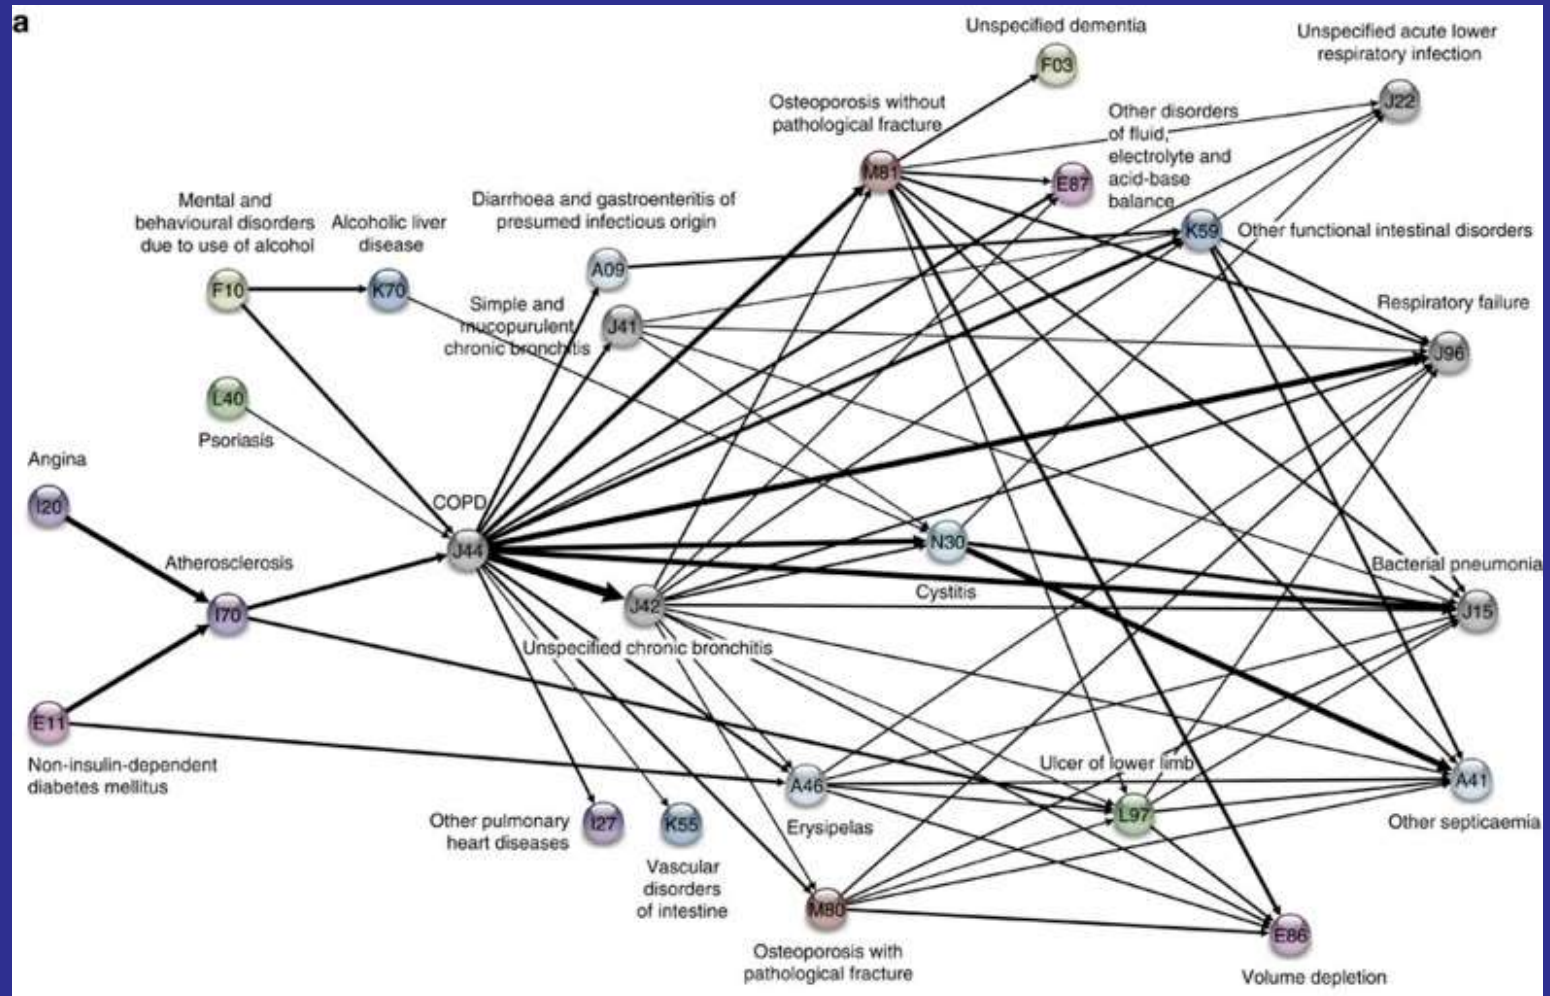 a
Unspecified dementia
F03
Unspecified acute lower
respiratory infection
J22
Osteoporosis without
pathological fracture
M81
Other disorders
of fluid,
electrolyte and
acid-base
balance
E87
Mental and
behavioural disorders
due to use of alcohol
F10
Alcoholic liver
disease
K70
Diarrhoea and gastroenteritis of
presumed infectious origin
A09
K59
Other functional intestinal disorders
Simple and
mucopurulent
chronic bronchitis
J41
Respiratory failure
J96
L40
Psoriasis
Angina
I20
COPD
J44
Atherosclerosis
I70
N30
Cystitis
Bacterial pneumonia
J15
J42
Unspecified chronic bronchitis
E11
Non-insulin-dependent
diabetes mellitus
A46
Erysipelas
Ulcer of lower limb
L97
A41
Other septicaemia
Other pulmonary
heart diseases
I27
K55
Vascular
disorders
of intestine
M80
Osteoporosis with
pathological fracture
E86
Volume depletion